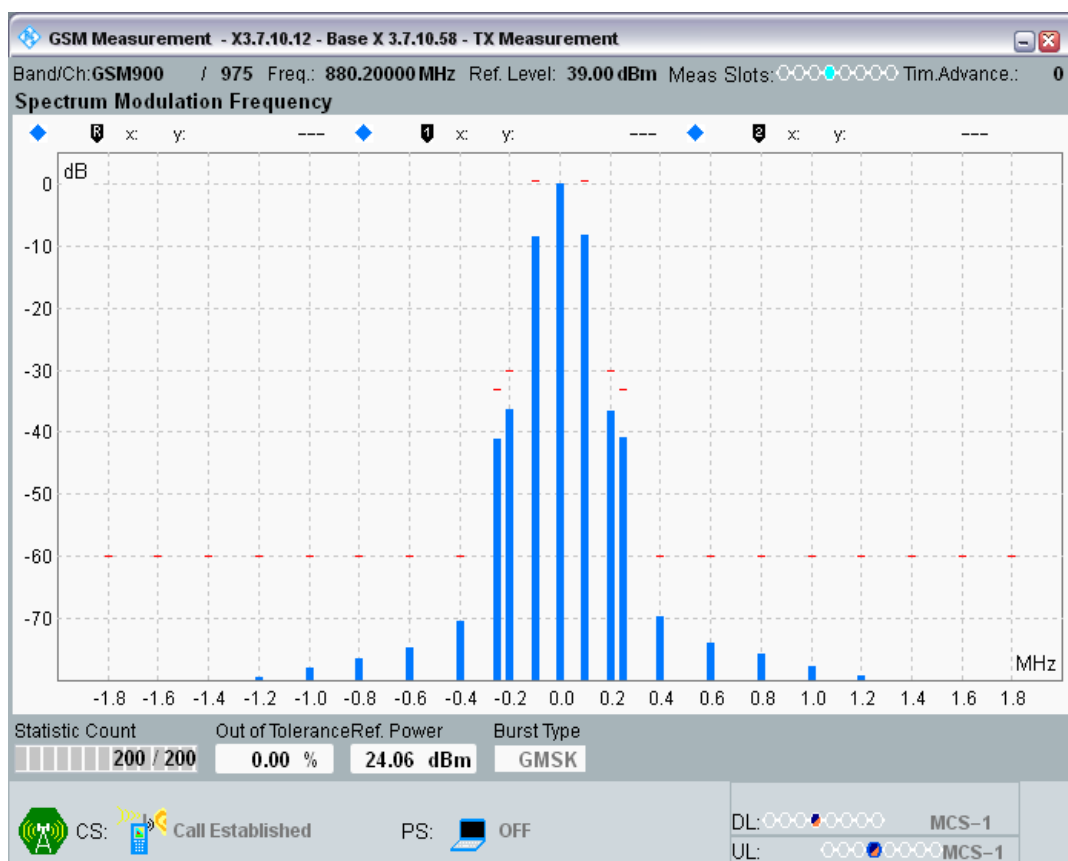 GSM Measurement - X3.7.10.12 - Base X 3.7.10.58 - TX Measurement
Band/Ch:GSM900 / 975 Freq.: 880.20000 MHz Ref. Level: 39.00 dBm Meas Slots: Tim.Advance.: 0
Spectrum Modulation Frequency
R x: y: --- 1 x: y: --- 2 x: y: ---
dB
0
-10
-20
-30
-40
-50
-60
-70
MHz
-1.8 -1.6 -1.4 -1.2 -1.0 -0.8 -0.6 -0.4 -0.2 0.0 0.2 0.4 0.6 0.8 1.0 1.2 1.4 1.6 1.8
Statistic Count Out of Tolerance Ref. Power Burst Type
200 / 200 0.00 % 24.06 dBm GMSK
CS: Call Established PS: OFF
DL: MCS-1
UL: MCS-1